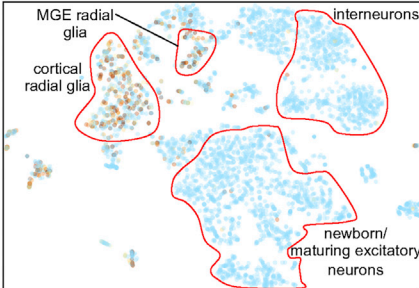 MGE radial
glia
interneurons
cortical
radial glia
newborn/
maturing excitatory
neurons